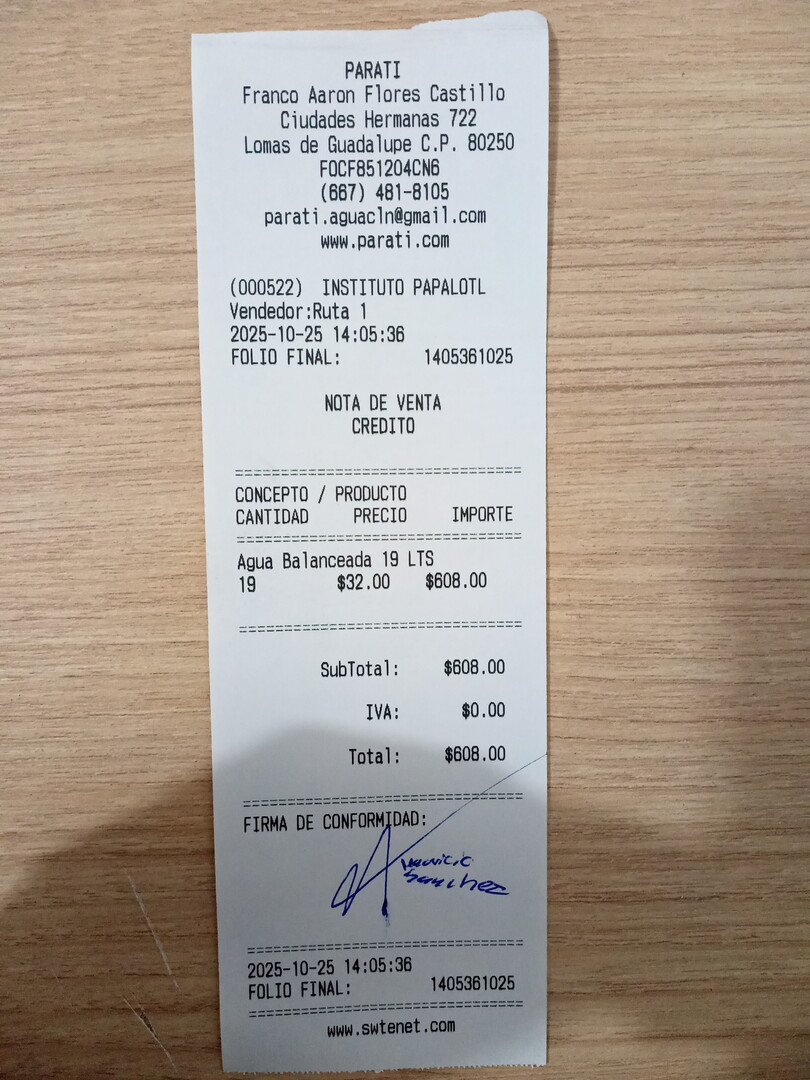 PARATI
Franco Aaron Flores Castillo
Ciudades Hermanas 722
Lomas de Guadalupe C.P. 80250
FOCF851204CN6
(667) 481-8105
parati.aguacln@gmail.com
www.parati.com
(000522) INSTITUTO PAPALOTL
Vendedor:Ruta 1
2025-10-25 14:05:36
FOLIO FINAL: 1405361025
NOTA DE VENTA
CREDITO
CONCEPTO / PRODUCTO
CANTIDAD PRECIO IMPORTE
Agua Balanceada 19 LTS
19 $32.00 $608.00
SubTotal: $608.00
IVA: $0.00
Total: $608.00
FIRMA DE CONFORMIDAD:
Mauricio
Sanchez
2025-10-25 14:05:36
FOLIO FINAL: 1405361025
www.swtenet.com